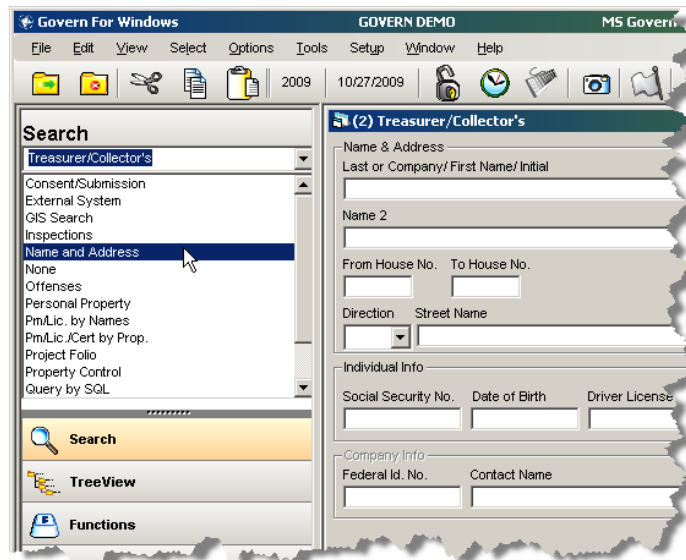 Govern For Windows GOVERN DEMO MS Govern
File Edit View Select Options Tools Setup Window Help
2009 10/27/2009
Search
Treasurer/Collector's
Consent/Submission
External System
GIS Search
Inspections
Name and Address
None
Offenses
Personal Property
Pm/Lic. by Names
Pm/Lic./Cert by Prop.
Project Folio
Property Control
Query by SQL
Search
TreeView
Functions
(2) Treasurer/Collector's
Name & Address
Last or Company/ First Name/ Initial
Name 2
From House No. To House No.
Direction Street Name
Individual Info
Social Security No. Date of Birth Driver License
Company Info
Federal Id. No. Contact Name